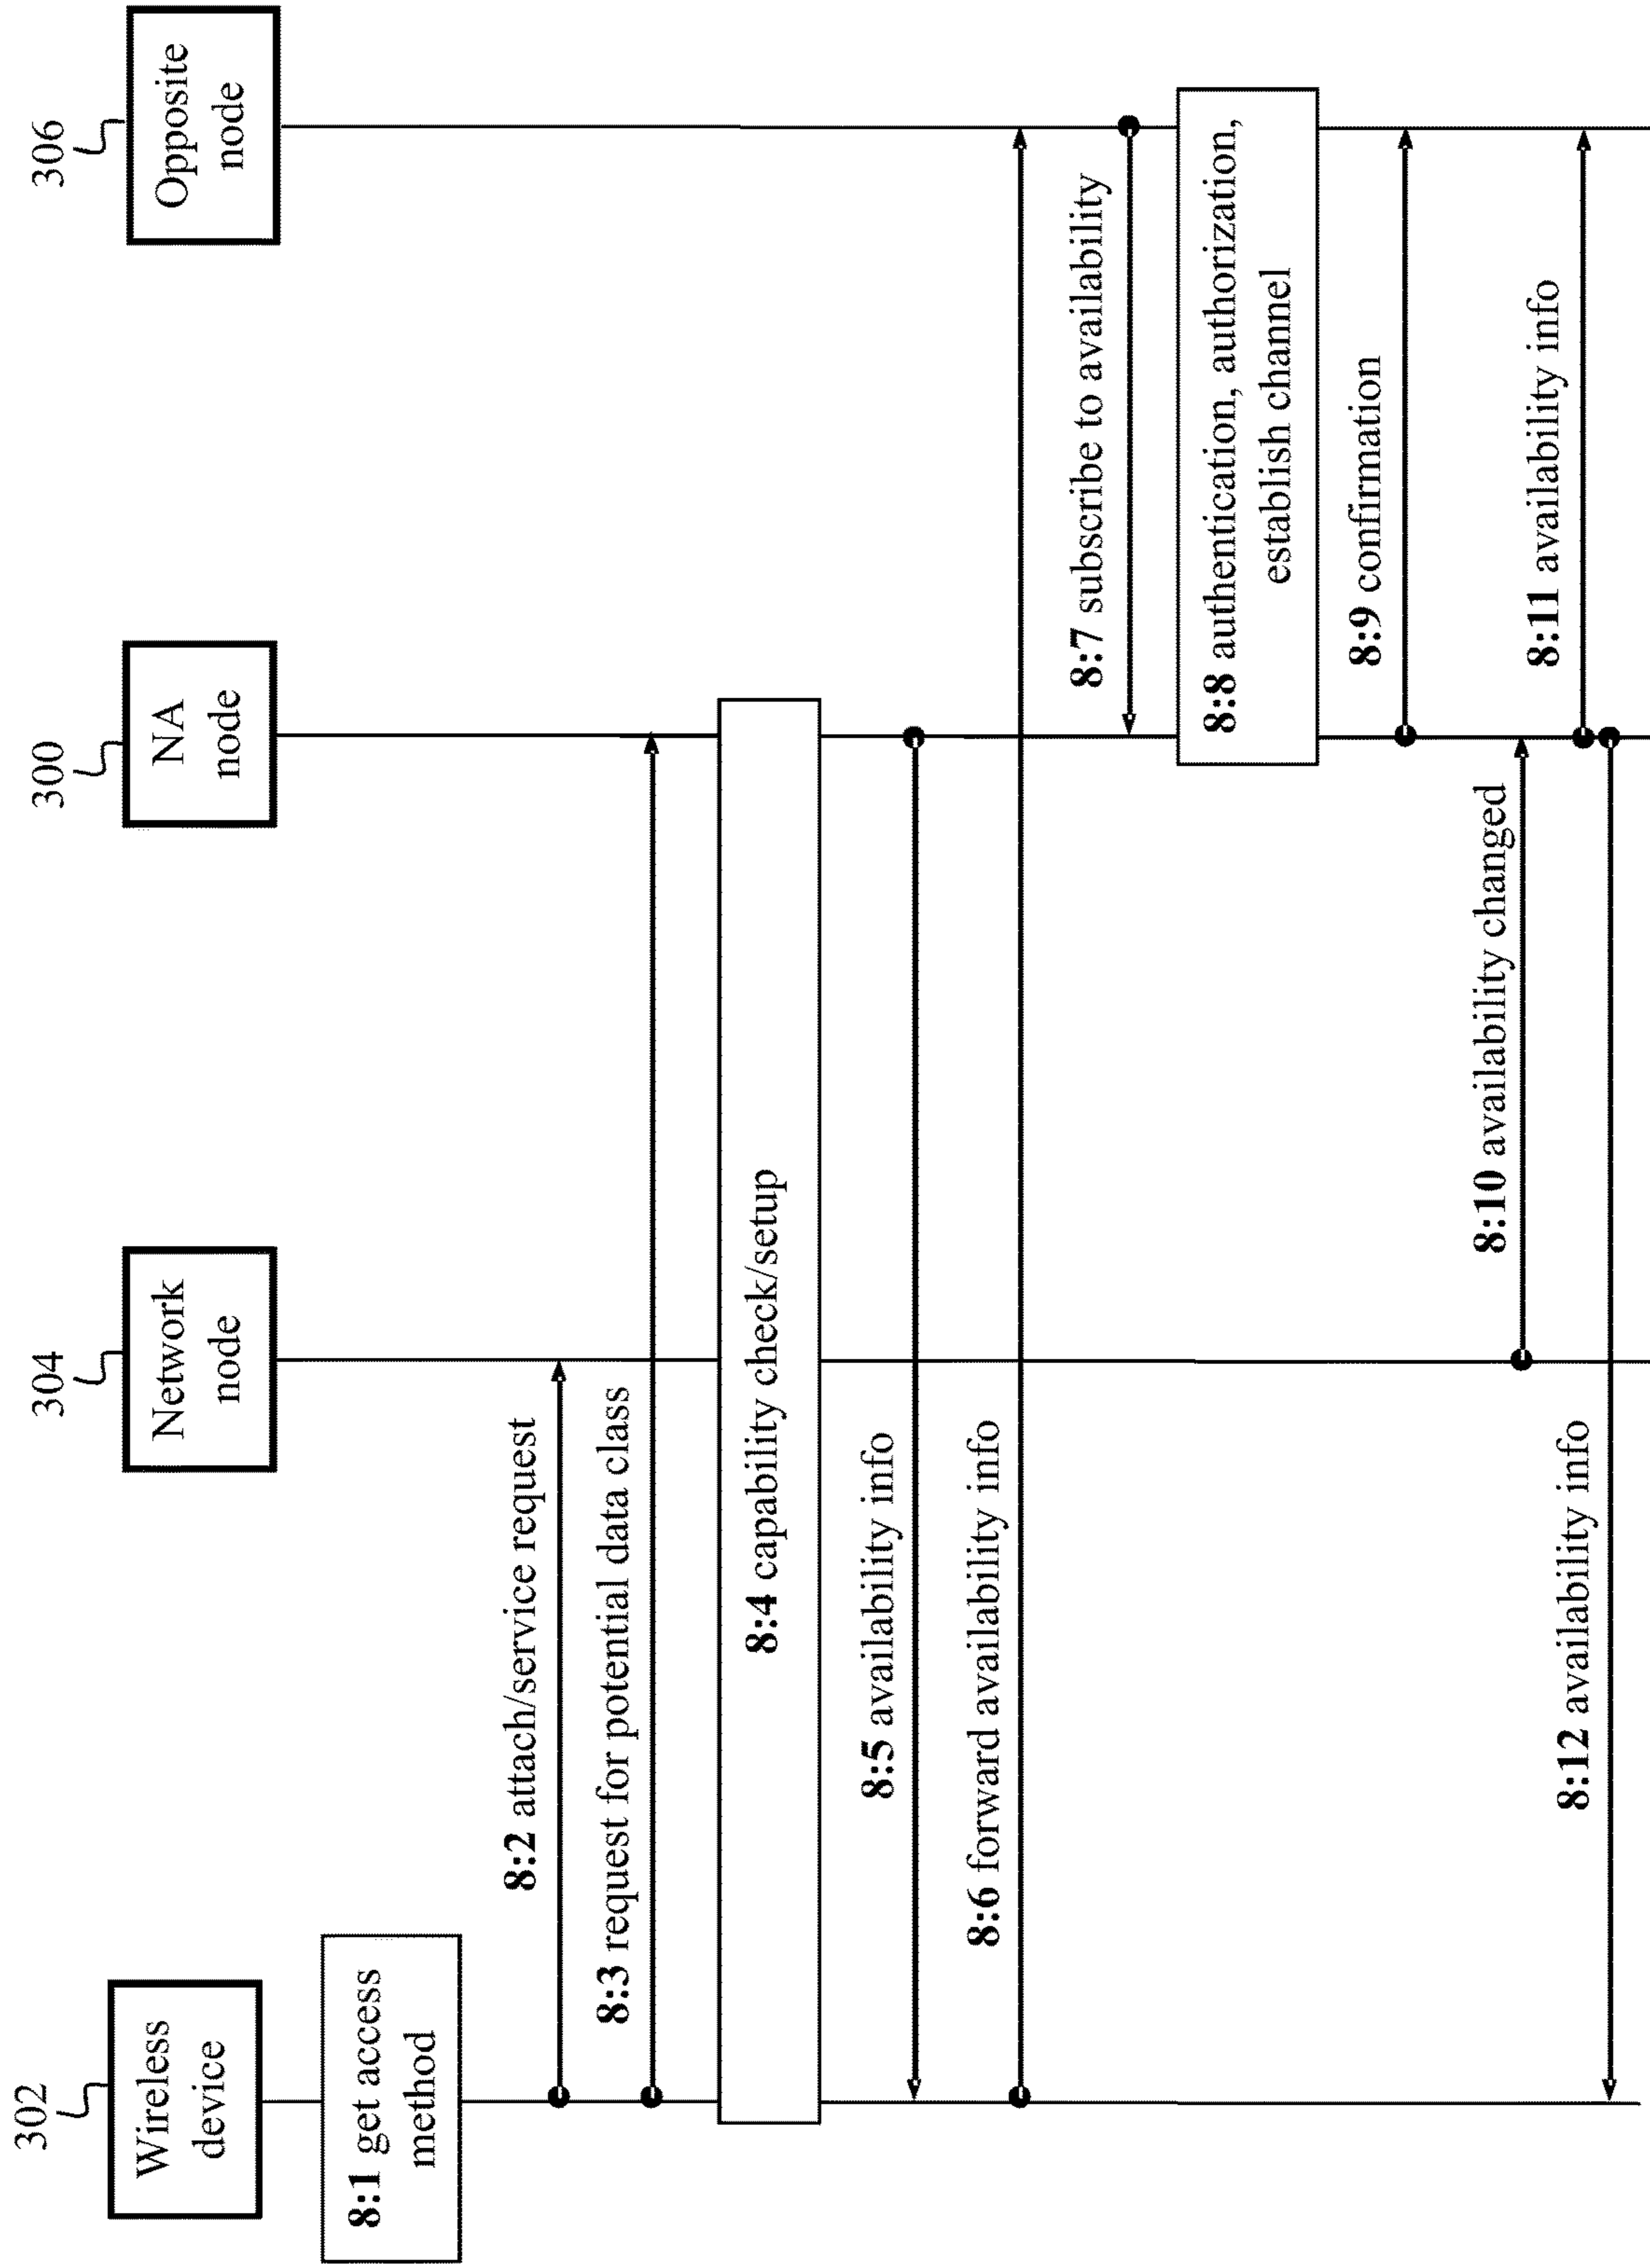 302
304
300
306
Wireless
device
Network
node
NA
node
Opposite
node
8:1 get access
method
8:2 attach/service request
8:3 request for potential data class
8:4 capability check/setup
8:5 availability info
8:6 forward availability info
8:7 subscribe to availability
8:8 authentication, authorization,
establish channel
8:9 confirmation
8:10 availability changed
8:11 availability info
8:12 availability info